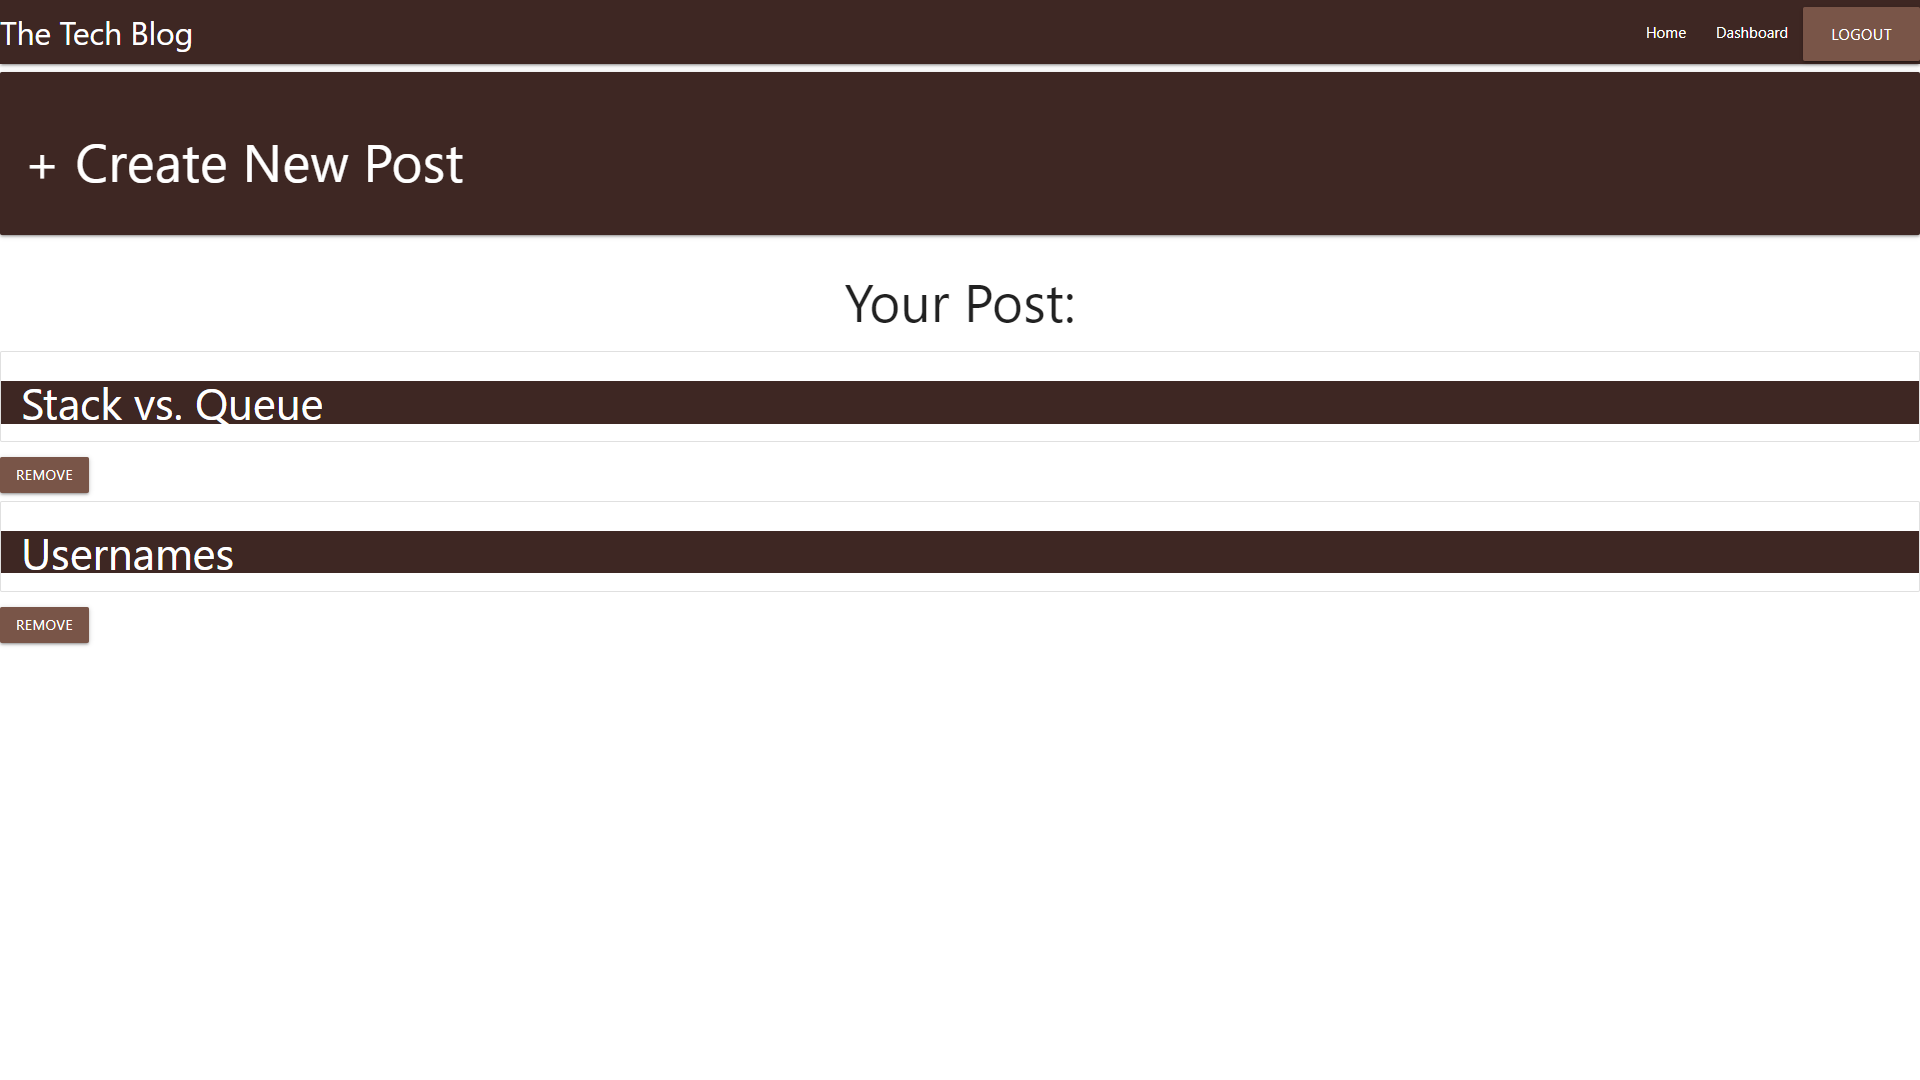 The Tech Blog
Home Dashboard LOGOUT
+ Create New Post
Your Post:
Stack vs. Queue
REMOVE
Usernames
REMOVE